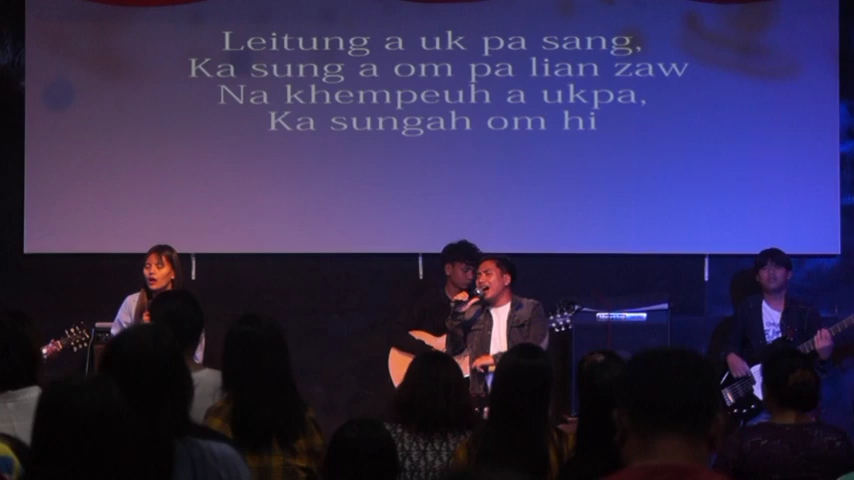 Leitung a uk pa sang,
Ka sung a om pa lian zaw
Na khempeuh a ukpa,
Ka sungah om hi